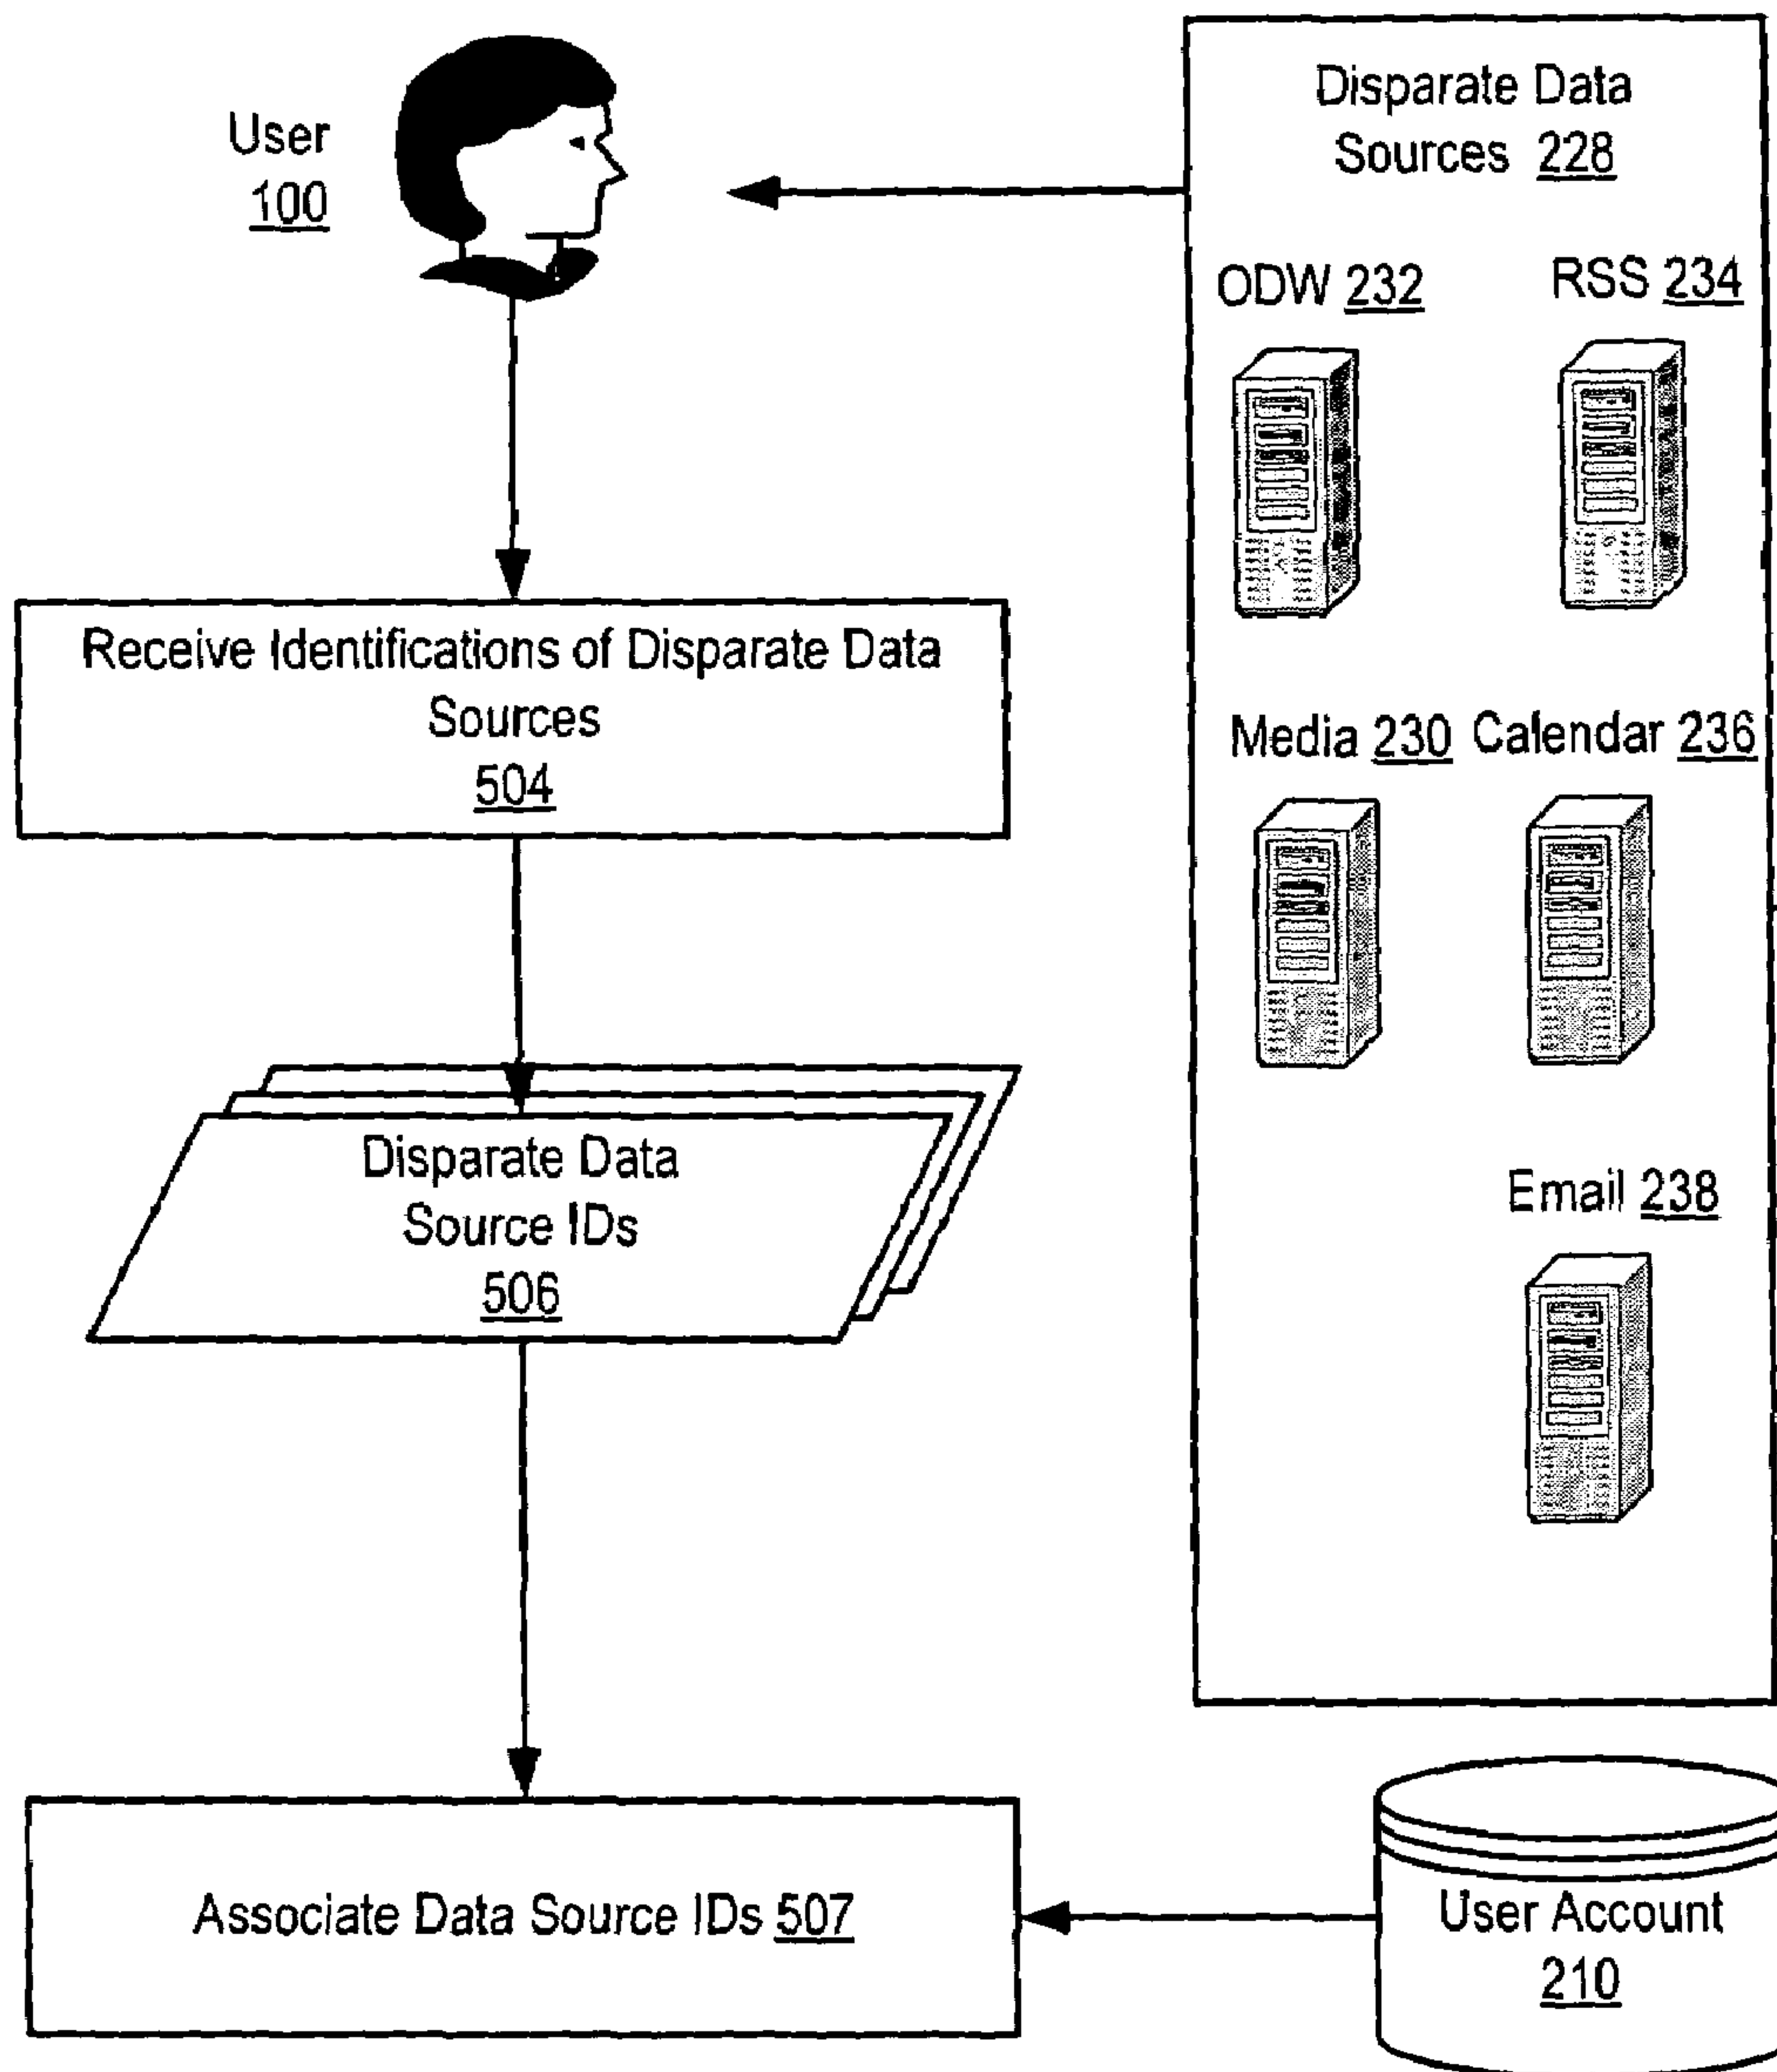 User
100
Disparate Data
Sources 228
ODW 232
RSS 234
Media 230
Calendar 236
Email 238
Receive Identifications of Disparate Data
Sources
504
Disparate Data
Source IDs
506
Associate Data Source IDs 507
User Account
210